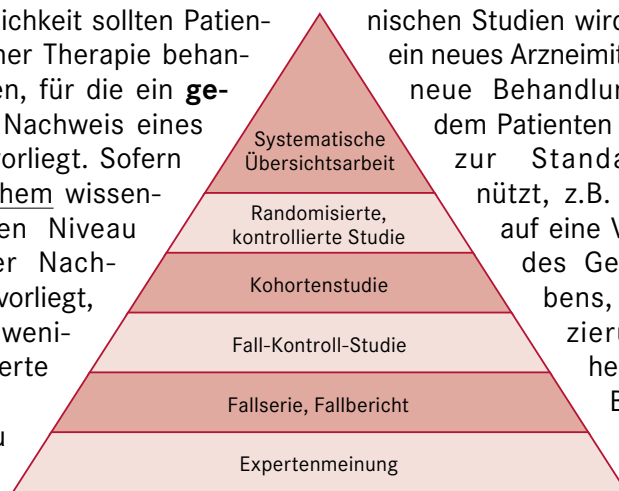 lichkeit sollten Patien-
ner Therapie behan-
en, für die ein ge-
Nachweis eines
vorliegt. Sofern
hem wissen-
en Niveau
er Nach-
vorliegt,
weni-
erte
u
Systematische
Übersichtsarbeit
Randomisierte,
kontrollierte Studie
Kohortenstudie
Fall-Kontroll-Studie
Fallserie, Fallbericht
Expertenmeinung
nischen Studien wird
ein neues Arzneimit
neue Behandlun
dem Patienten
zur Standa
nützt, z.B.
auf eine V
des Ge
bens,
zieru
he